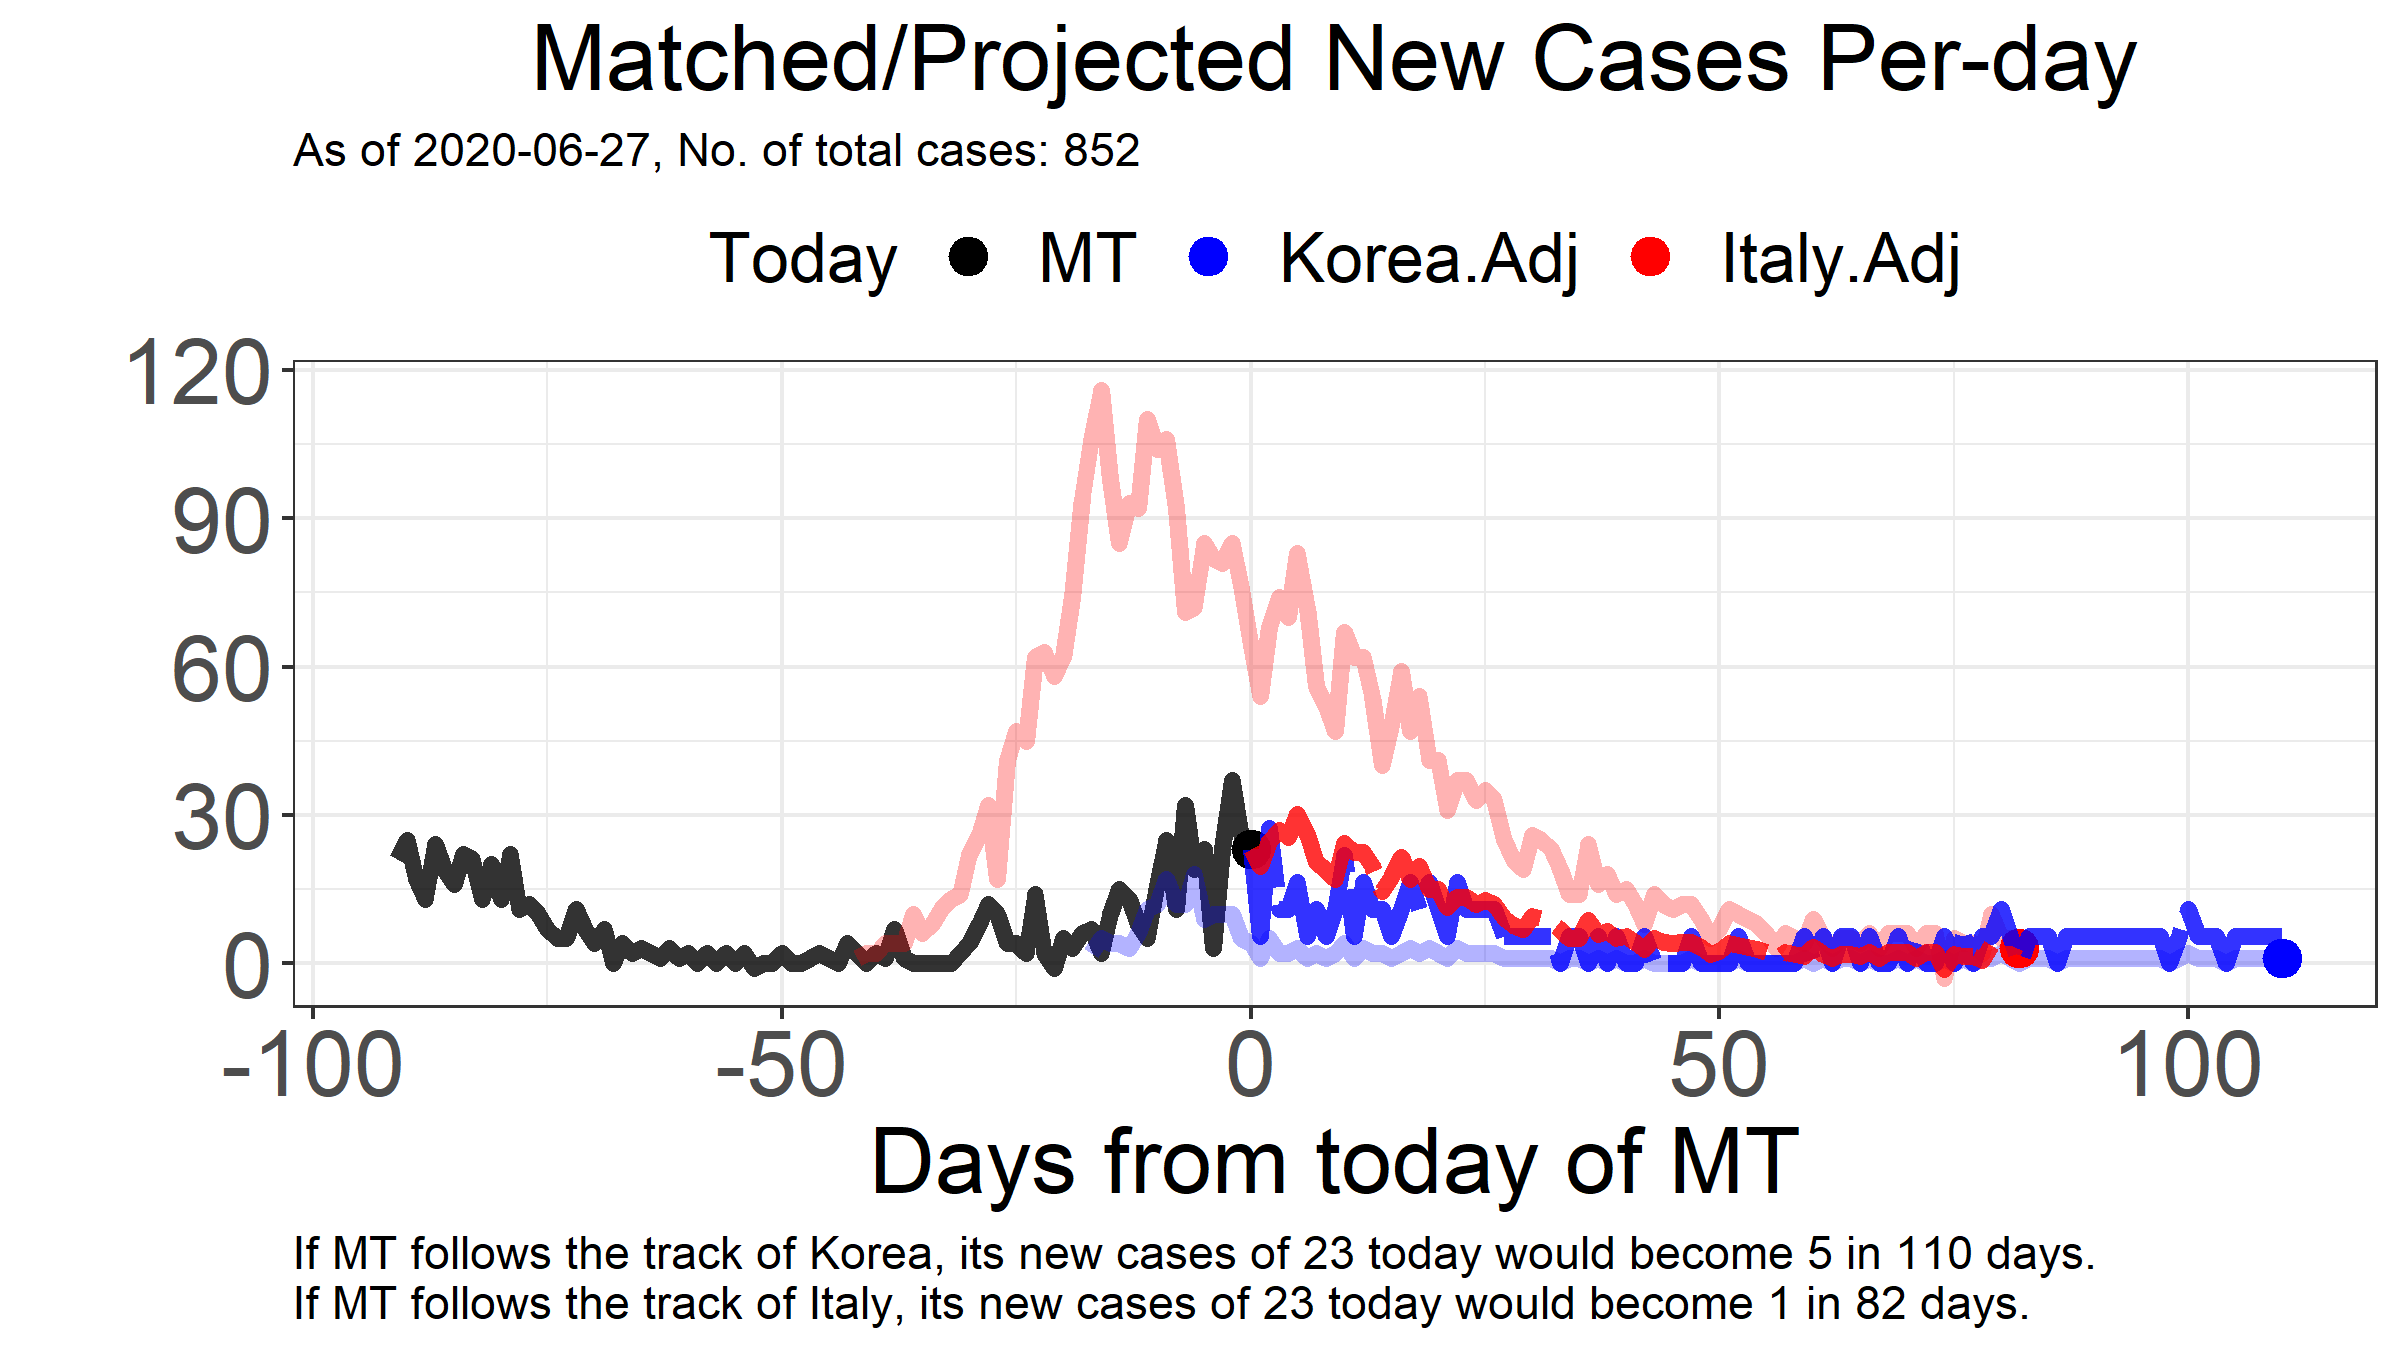 Matched/Projected New Cases Per-day
As of 2020-06-27, No. of total cases: 852
Today MT Korea.Adj Italy.Adj
120
90
60
30
0
-100 -50 0 50 100
Days from today of MT
If MT follows the track of Korea, its new cases of 23 today would become 5 in 110 days.
If MT follows the track of Italy, its new cases of 23 today would become 1 in 82 days.